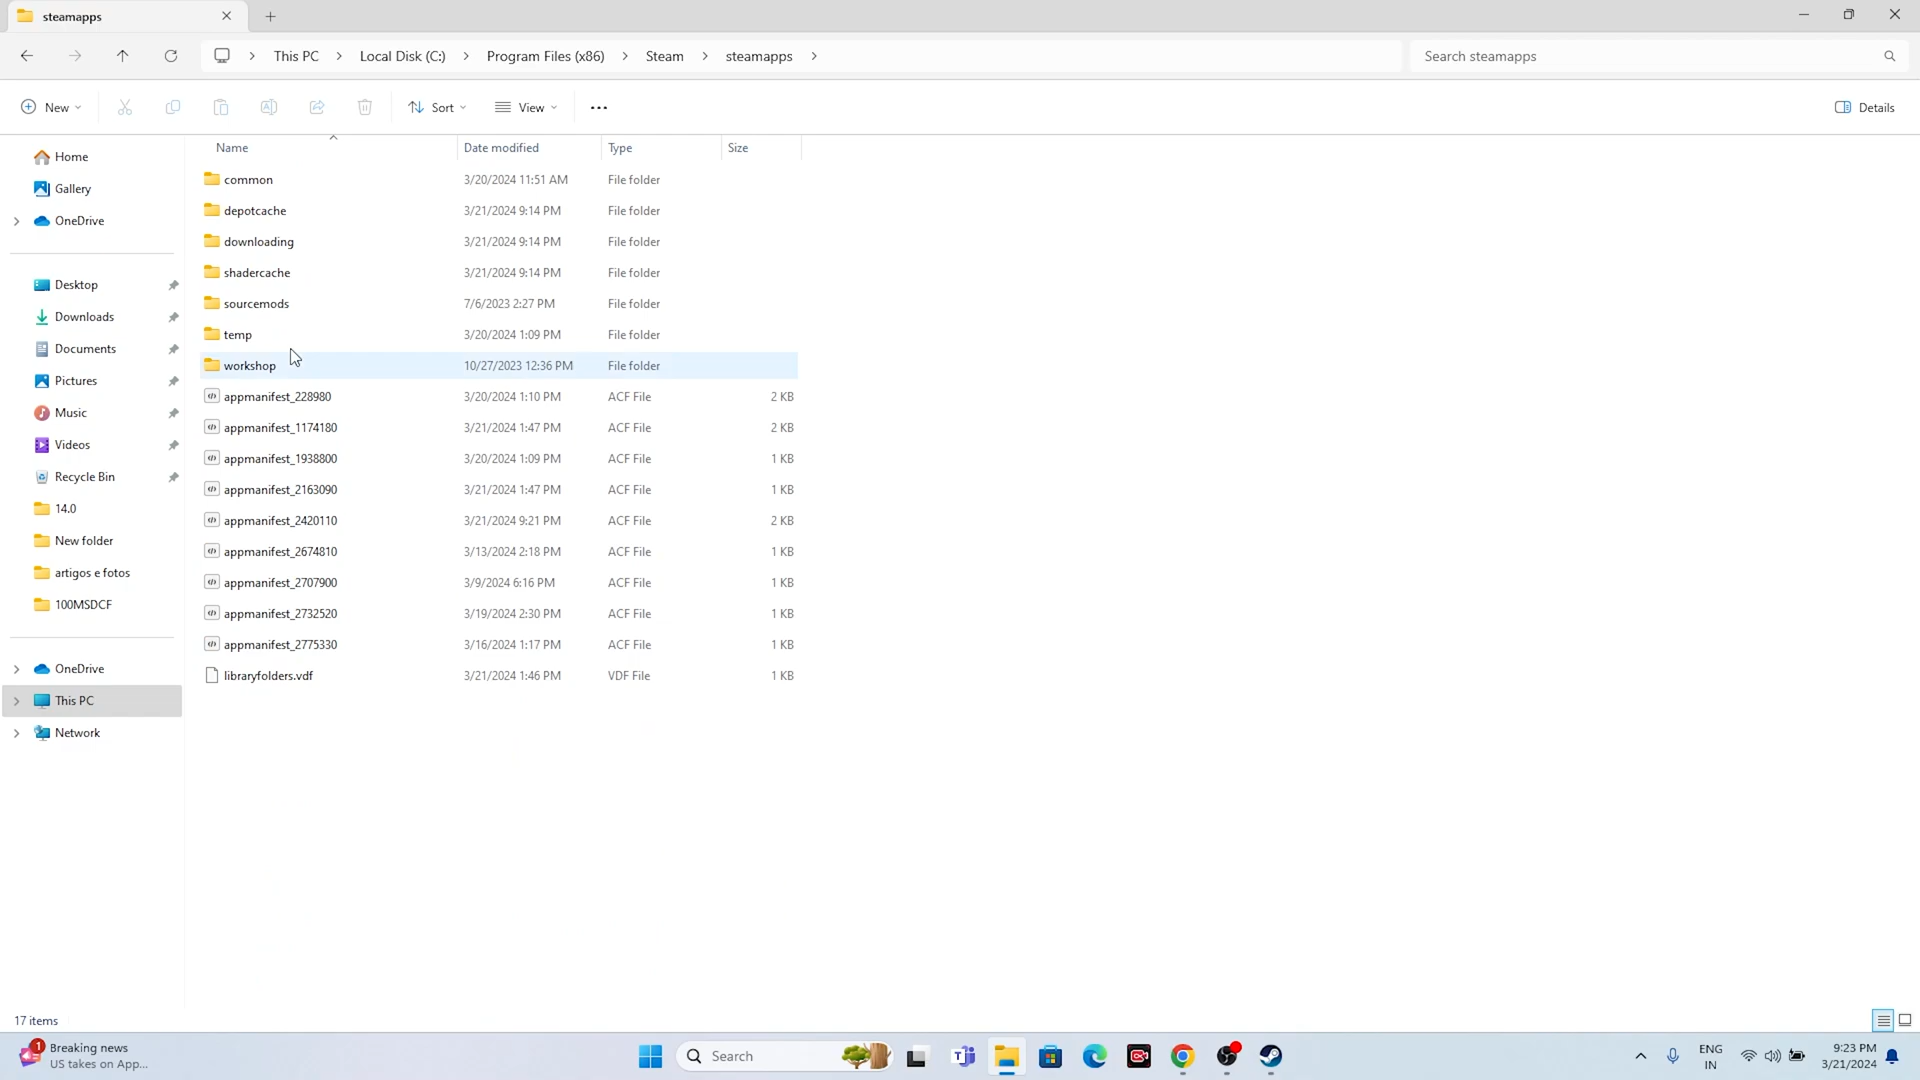 steamapps
This PC > Local Disk (C:) > Program Files (x86) > Steam > steamapps >
Search steamapps
New
Sort
View
Details
Home
Gallery
OneDrive
Desktop
Downloads
Documents
Pictures
Music
Videos
Recycle Bin
14.0
New folder
artigos e fotos
100MSDCF
OneDrive
This PC
Network
Name Date modified Type Size
common 3/20/2024 11:51 AM File folder
depotcache 3/21/2024 9:14 PM File folder
downloading 3/21/2024 9:14 PM File folder
shadercache 3/21/2024 9:14 PM File folder
sourcemods 7/6/2023 2:27 PM File folder
temp 3/20/2024 1:09 PM File folder
workshop 10/27/2023 12:36 PM File folder
appmanifest_228980 3/20/2024 1:10 PM ACF File 2 KB
appmanifest_1174180 3/21/2024 1:47 PM ACF File 2 KB
appmanifest_1938800 3/20/2024 1:09 PM ACF File 1 KB
appmanifest_2163090 3/21/2024 1:47 PM ACF File 1 KB
appmanifest_2420110 3/21/2024 9:21 PM ACF File 2 KB
appmanifest_2674810 3/13/2024 2:18 PM ACF File 1 KB
appmanifest_2707900 3/9/2024 6:16 PM ACF File 1 KB
appmanifest_2732520 3/19/2024 2:30 PM ACF File 1 KB
appmanifest_2775330 3/16/2024 1:17 PM ACF File 1 KB
libraryfolders.vdf 3/21/2024 1:46 PM VDF File 1 KB
17 items
1
Breaking news
US takes on App...
Search
ENG
IN
9:23 PM
3/21/2024